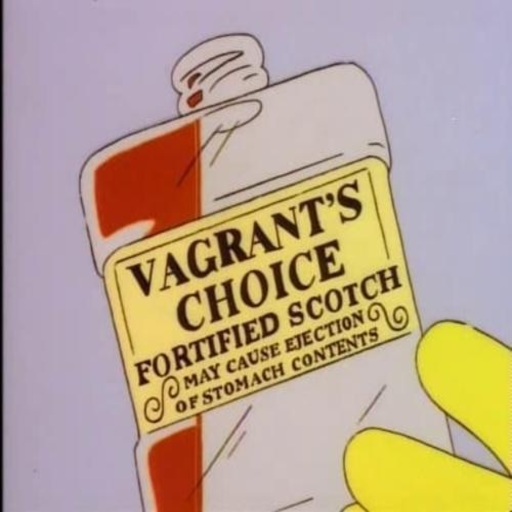 VAGRANT'S
CHOICE
FORTIFIED SCOTCH
MAY CAUSE EJECTION
OF STOMACH CONTENTS